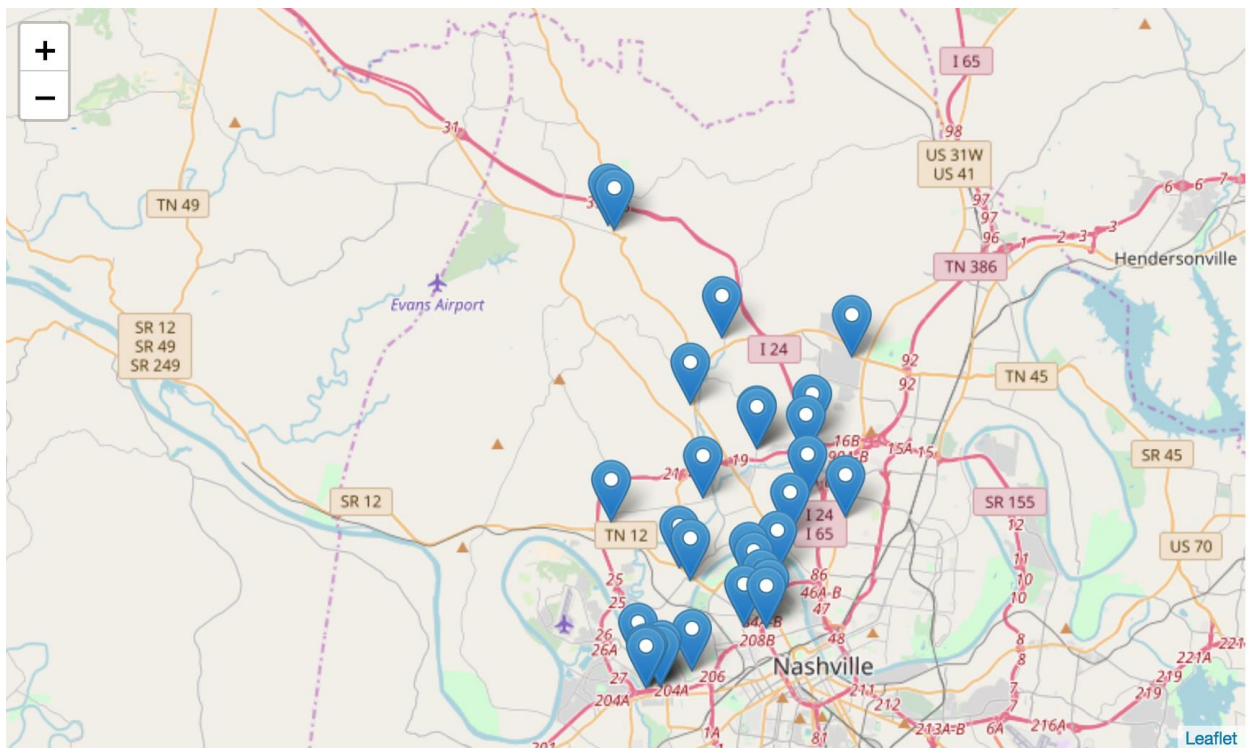 +
−
I 65
98
31
US 31W
US 41
6
6
7
TN 49
97
97
3
96
1
2
3
TN 386
Hendersonville
Evans Airport
SR 12
SR 49
SR 249
I 24
92
92
TN 45
16B
15A
15
SR 45
19
21
SR 12
SR 155
I 24
I 65
12
TN 12
US 70
11
86
10
25
46A-B
10
25
47
26
48
8
26A
208B
8
Nashville
221A
27
206
204A
7
219
204A
211
212
7
219
1A
213A-B
6A
216A
81
201
Leaflet